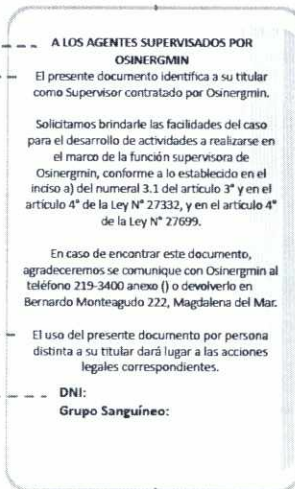 A LOS AGENTES SUPERVISADOS POR
OSINERGMIN
El presente documento identifica a su titular
como Supervisor contratado por Osinergmin.
Solicitamos brindarle las facilidades del caso
para el desarrollo de actividades a realizarse en
el marco de la función supervisora de
Osinergmin, conforme a lo establecido en el
inciso a) del numeral 3.1 del artículo 3° y en el
artículo 4° de la Ley N° 27332, y en el artículo 4°
de la Ley N° 27699.
En caso de encontrar este documento,
agradeceremos se comunique con Osinergmin al
teléfono 219-3400 anexo () o devolverlo en
Bernardo Monteagudo 222, Magdalena del Mar.
El uso del presente documento por persona
distinta a su titular dará lugar a las acciones
legales correspondientes.
DNI:
Grupo Sanguíneo: